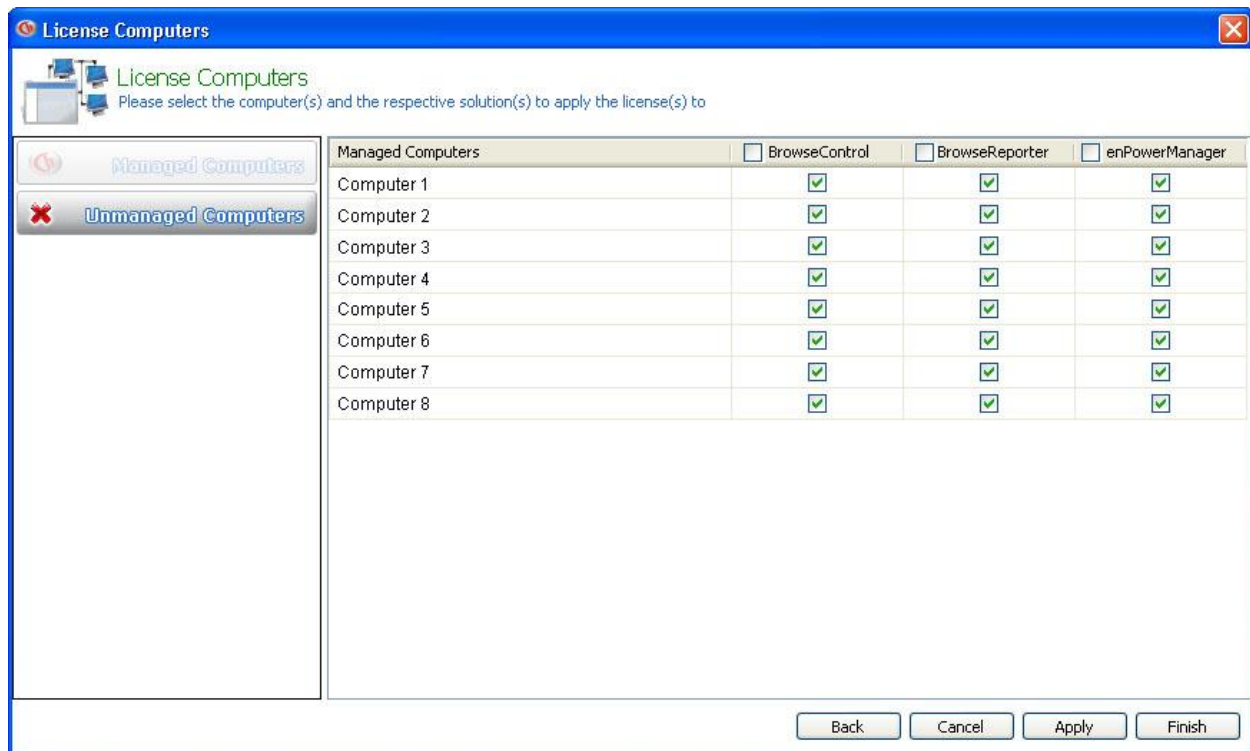 License Computers
License Computers
Please select the computer(s) and the respective solution(s) to apply the license(s) to
Managed Computers
Unmanaged Computers
Managed Computers BrowseControl BrowseReporter enPowerManager
Computer 1
Computer 2
Computer 3
Computer 4
Computer 5
Computer 6
Computer 7
Computer 8
Back Cancel Apply Finish